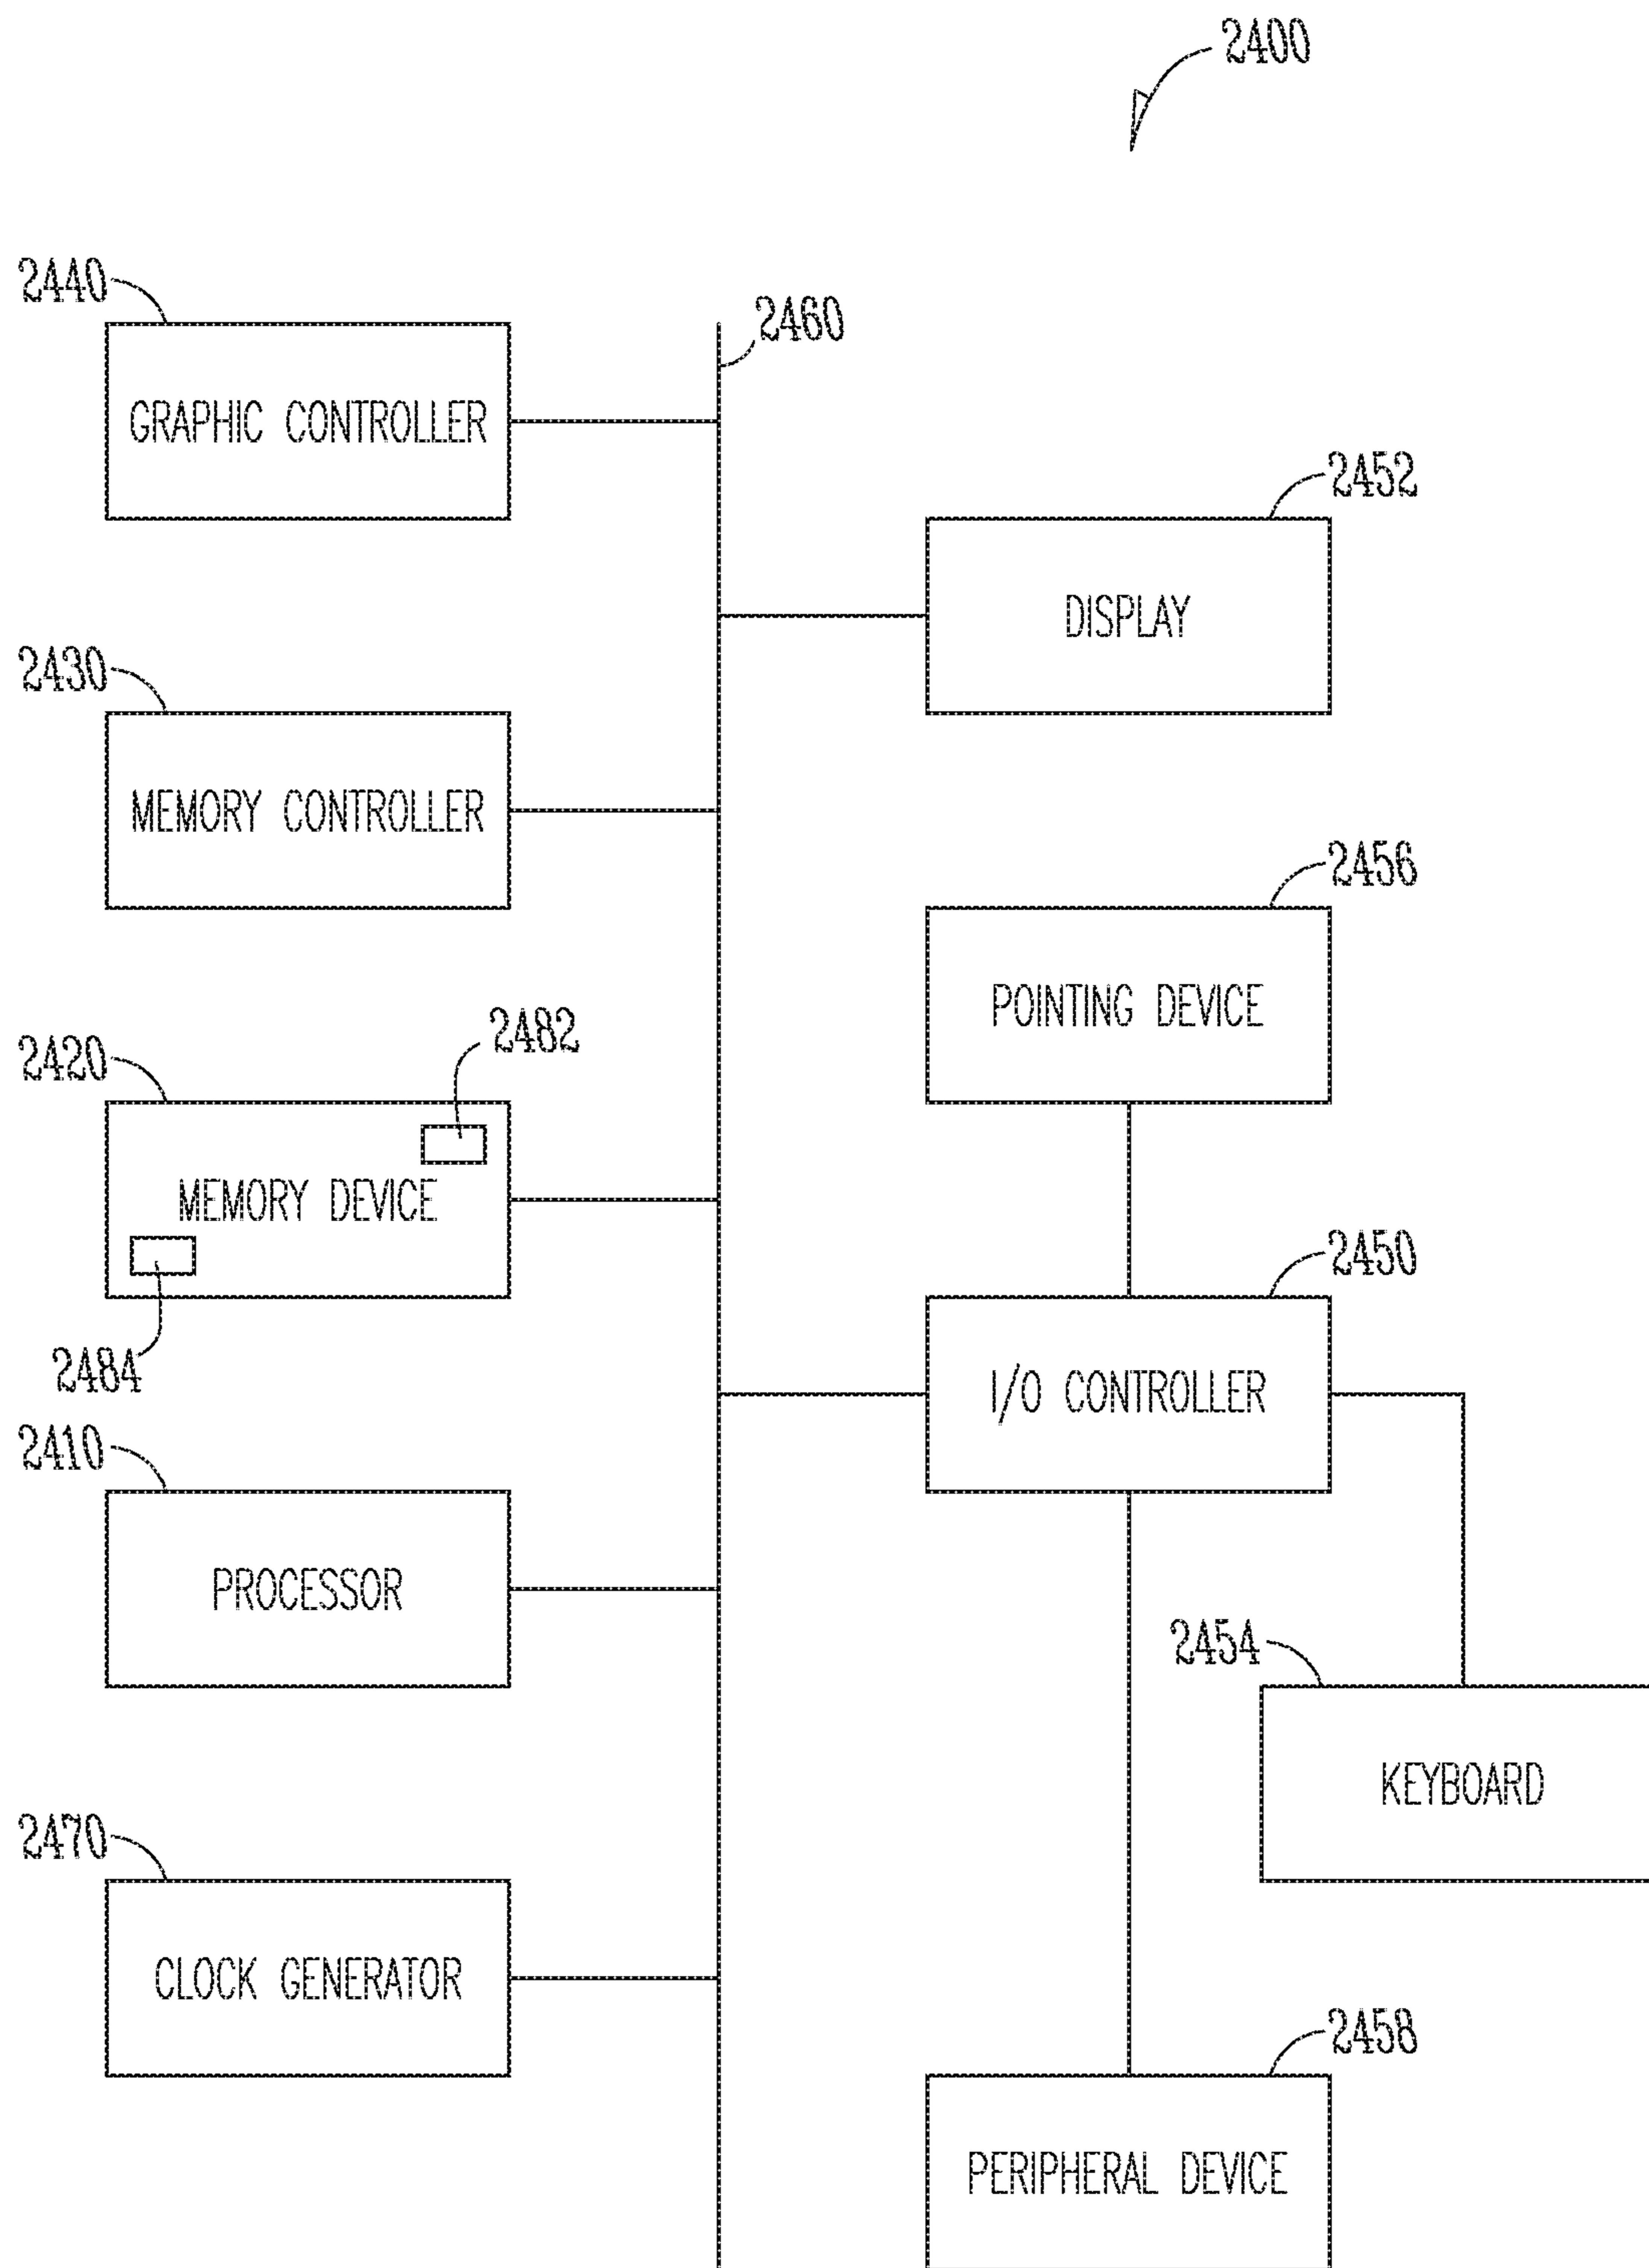 2400
2440
2460
GRAPHIC CONTROLLER
2452
DISPLAY
2430
MEMORY CONTROLLER
2456
POINTING DEVICE
2482
2420
MEMORY DEVICE
2484
2450
I/O CONTROLLER
2410
PROCESSOR
2454
KEYBOARD
2470
CLOCK GENERATOR
2458
PERIPHERAL DEVICE